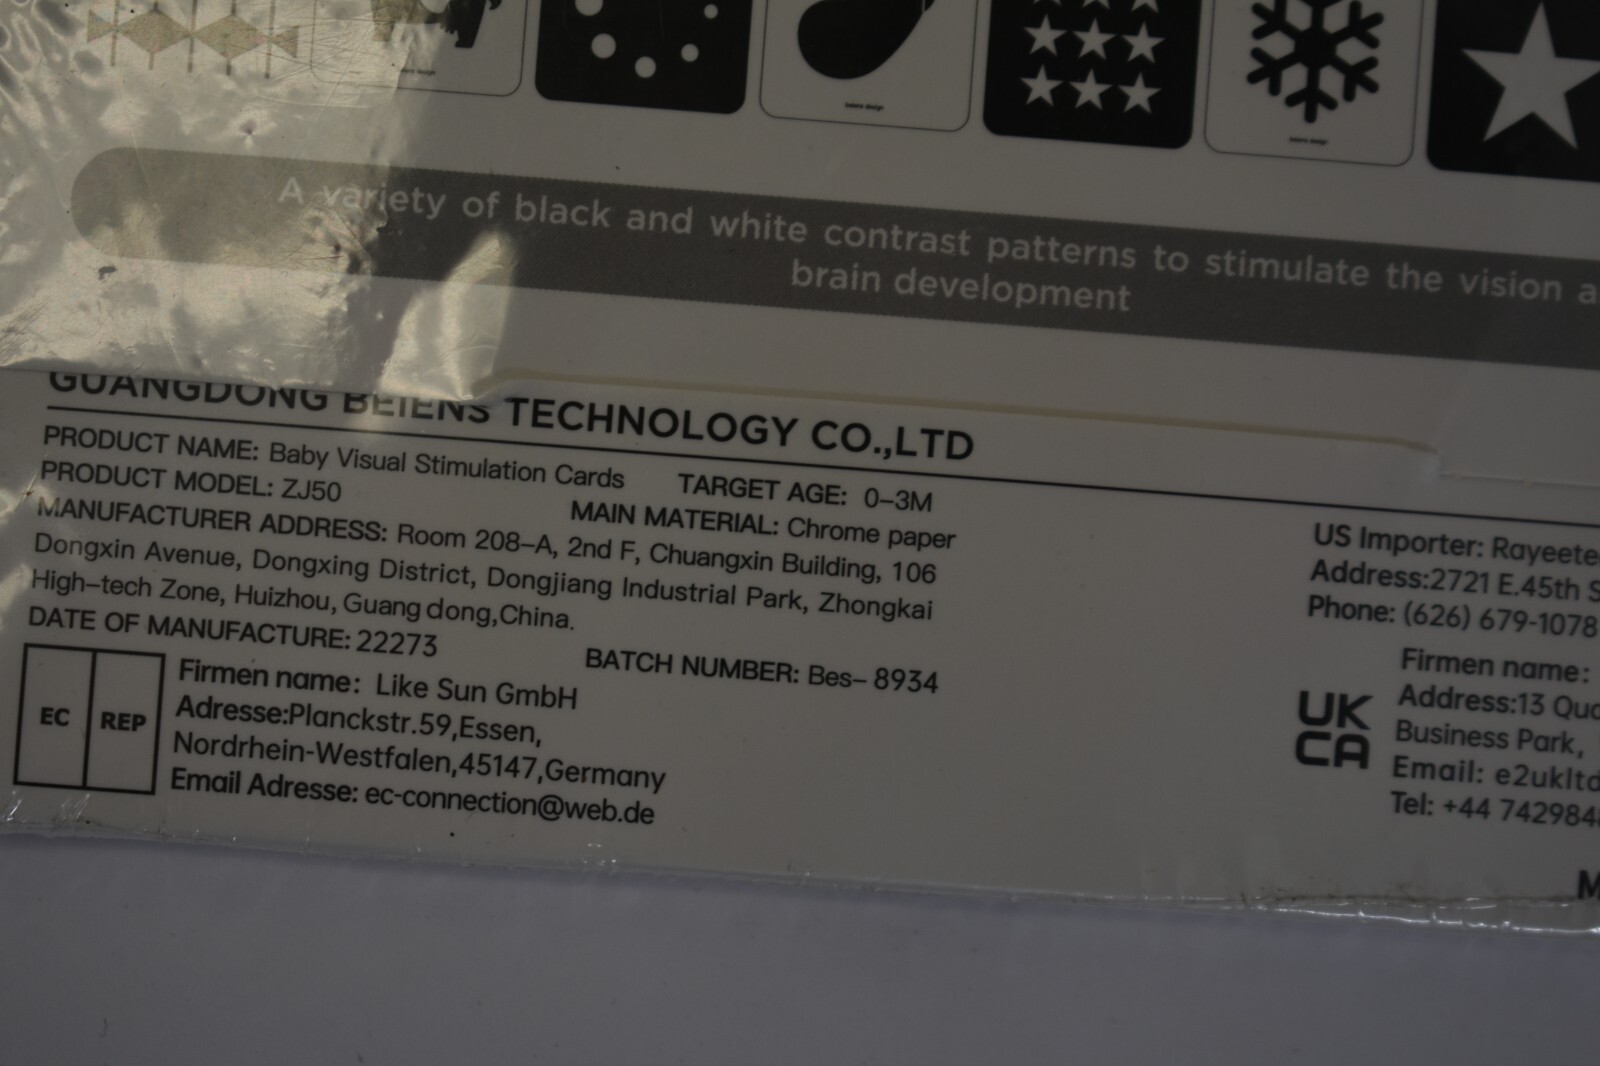 A variety of black and white contrast patterns to stimulate the vision
brain development
GUANGDONG BEIENS TECHNOLOGY CO.,LTD
PRODUCT NAME: Baby Visual Stimulation Cards TARGET AGE: 0-3M
PRODUCT MODEL: ZJ50 MAIN MATERIAL: Chrome paper
MANUFACTURER ADDRESS: Room 208-A, 2nd F, Chuangxin Building, 106
Dongxin Avenue, Dongxing District, Dongjiang Industrial Park, Zhongkai
High-tech Zone, Huizhou, Guang dong,China.
DATE OF MANUFACTURE: 22273 BATCH NUMBER: Bes- 8934
EC REP
Firmen name: Like Sun GmbH
Adresse:Planckstr.59,Essen,
Nordrhein-Westfalen,45147,Germany
Email Adresse: ec-connection@web.de
US Importer: Rayeete
Address:2721 E.45th S
Phone: (626) 679-1078
UK
CA
Firmen name:
Address:13 Qua
Business Park,
Email: e2ukltd
Tel: +44 742984